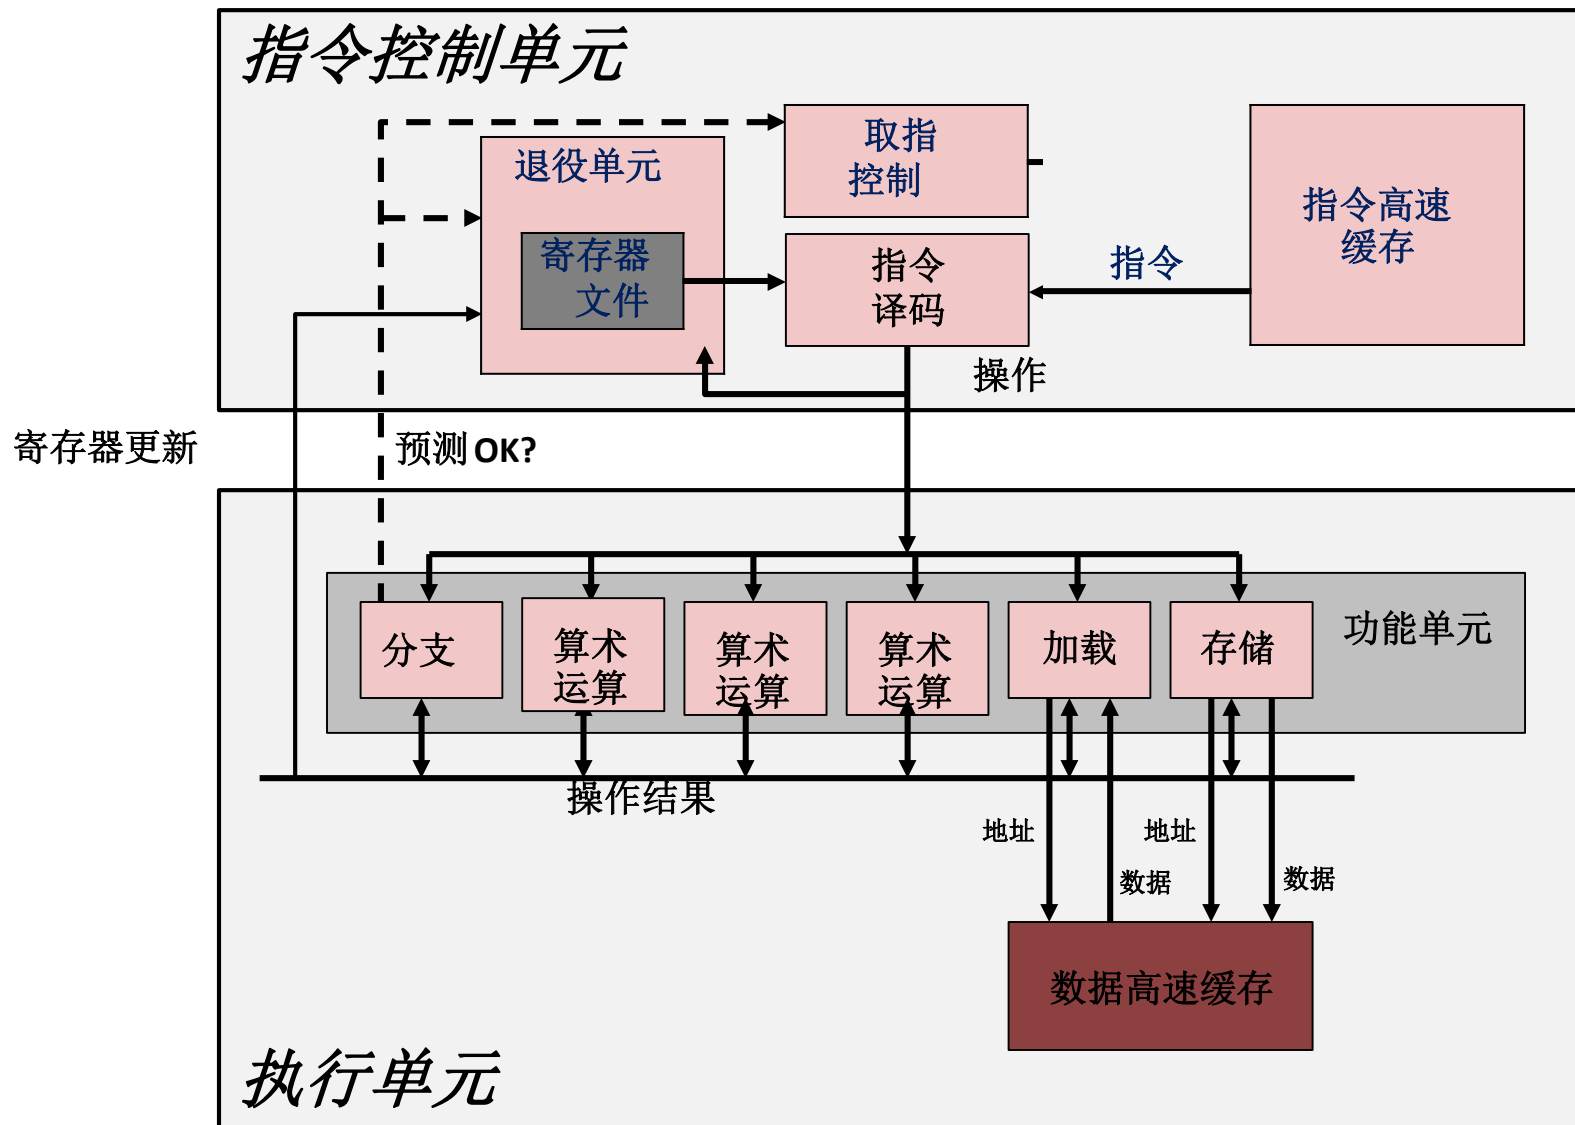 指令控制单元
取指
控制
退役单元
指令高速
缓存
寄存器
文件
指令
译码
指令
操作
寄存器更新
预测 OK?
功能单元
分支
算术
运算
算术
运算
算术
运算
加载
存储
操作结果
地址
地址
数据
数据
数据高速缓存
执行单元